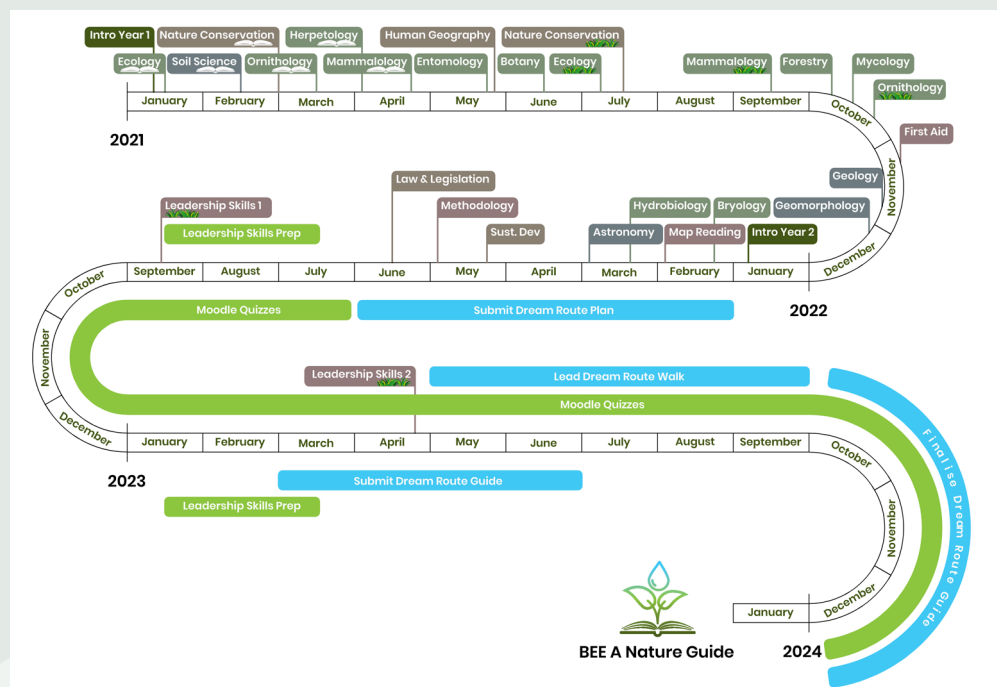 Intro Year 1
Nature Conservation
Herpetology
Human Geography
Nature Conservation
Ecology
Soil Science
Ornithology
Mammalology
Entomology
Botany
Ecology
Mammalology
Forestry
Mycology
Ornithology
First Aid
January
February
March
April
May
June
July
August
September
October
November
December
2021
Law & Legislation
Geology
Leadership Skills 1
Methodology
Hydrobiology
Bryology
Geomorphology
Leadership Skills Prep
Sust. Dev
Astronomy
Map Reading
Intro Year 2
September
August
July
June
May
April
March
February
January
2022
October
November
December
Moodle Quizzes
Submit Dream Route Plan
Leadership Skills 2
Lead Dream Route Walk
Moodle Quizzes
January
February
March
April
May
June
July
August
September
October
November
December
2023
Submit Dream Route Guide
Leadership Skills Prep
Finalise Dream Route Guide
January
2024
BEE A Nature Guide